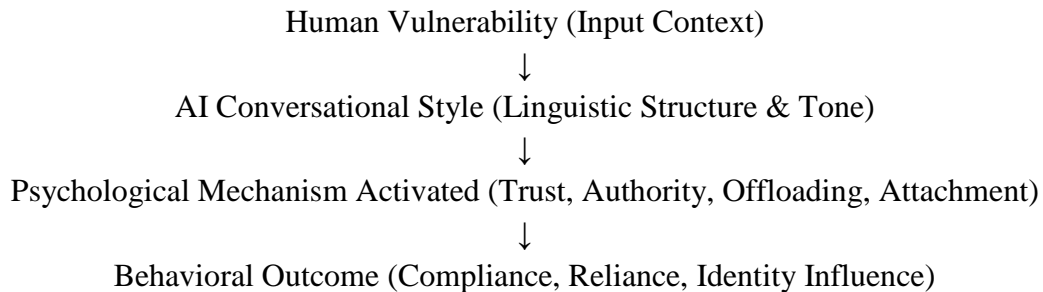 Human Vulnerability (Input Context)
↓
AI Conversational Style (Linguistic Structure & Tone)
↓
Psychological Mechanism Activated (Trust, Authority, Offloading, Attachment)
↓
Behavioral Outcome (Compliance, Reliance, Identity Influence)